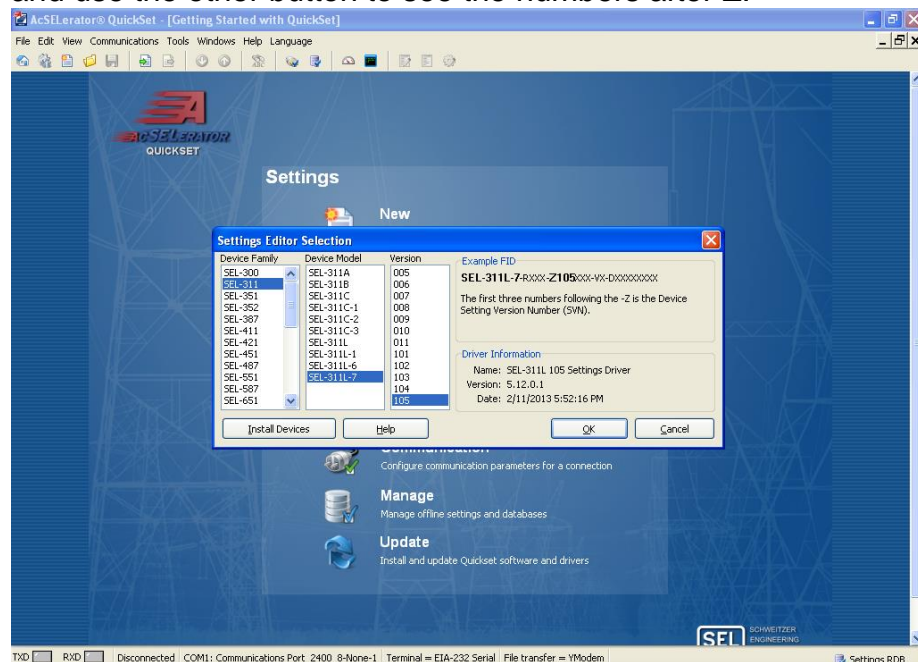 and use the other button to see the numbers after Z.
AcSELerator® QuickSet - [Getting Started with QuickSet]
File Edit View Communications Tools Windows Help Language
ACSELERATOR
QUICKSET
Settings
New
Settings Editor Selection
Device Family
SEL-300
SEL-311
SEL-351
SEL-352
SEL-387
SEL-411
SEL-421
SEL-451
SEL-487
SEL-551
SEL-587
SEL-651
Device Model
SEL-311A
SEL-311B
SEL-311C
SEL-311C-1
SEL-311C-2
SEL-311C-3
SEL-311L
SEL-311L-1
SEL-311L-6
SEL-311L-7
Version
005
006
007
008
009
010
011
101
102
103
104
105
Example FID
SEL-311L-7-RXXX-Z105XXX-VX-DXXXXXXXX
The first three numbers following the -Z is the Device
Setting Version Number (SVN).
Driver Information
Name: SEL-311L 105 Settings Driver
Version: 5.12.0.1
Date: 2/11/2013 5:52:16 PM
Install Devices Help OK Cancel
Configure communication parameters for a connection
Manage
Manage offline settings and databases
Update
Install and update Quickset software and drivers
SEL SCHWEITZER
ENGINEERING
TXD RXD Disconnected COM1: Communications Port 2400 8-None-1 Terminal = EIA-232 Serial File transfer = YModem Settings.RDB